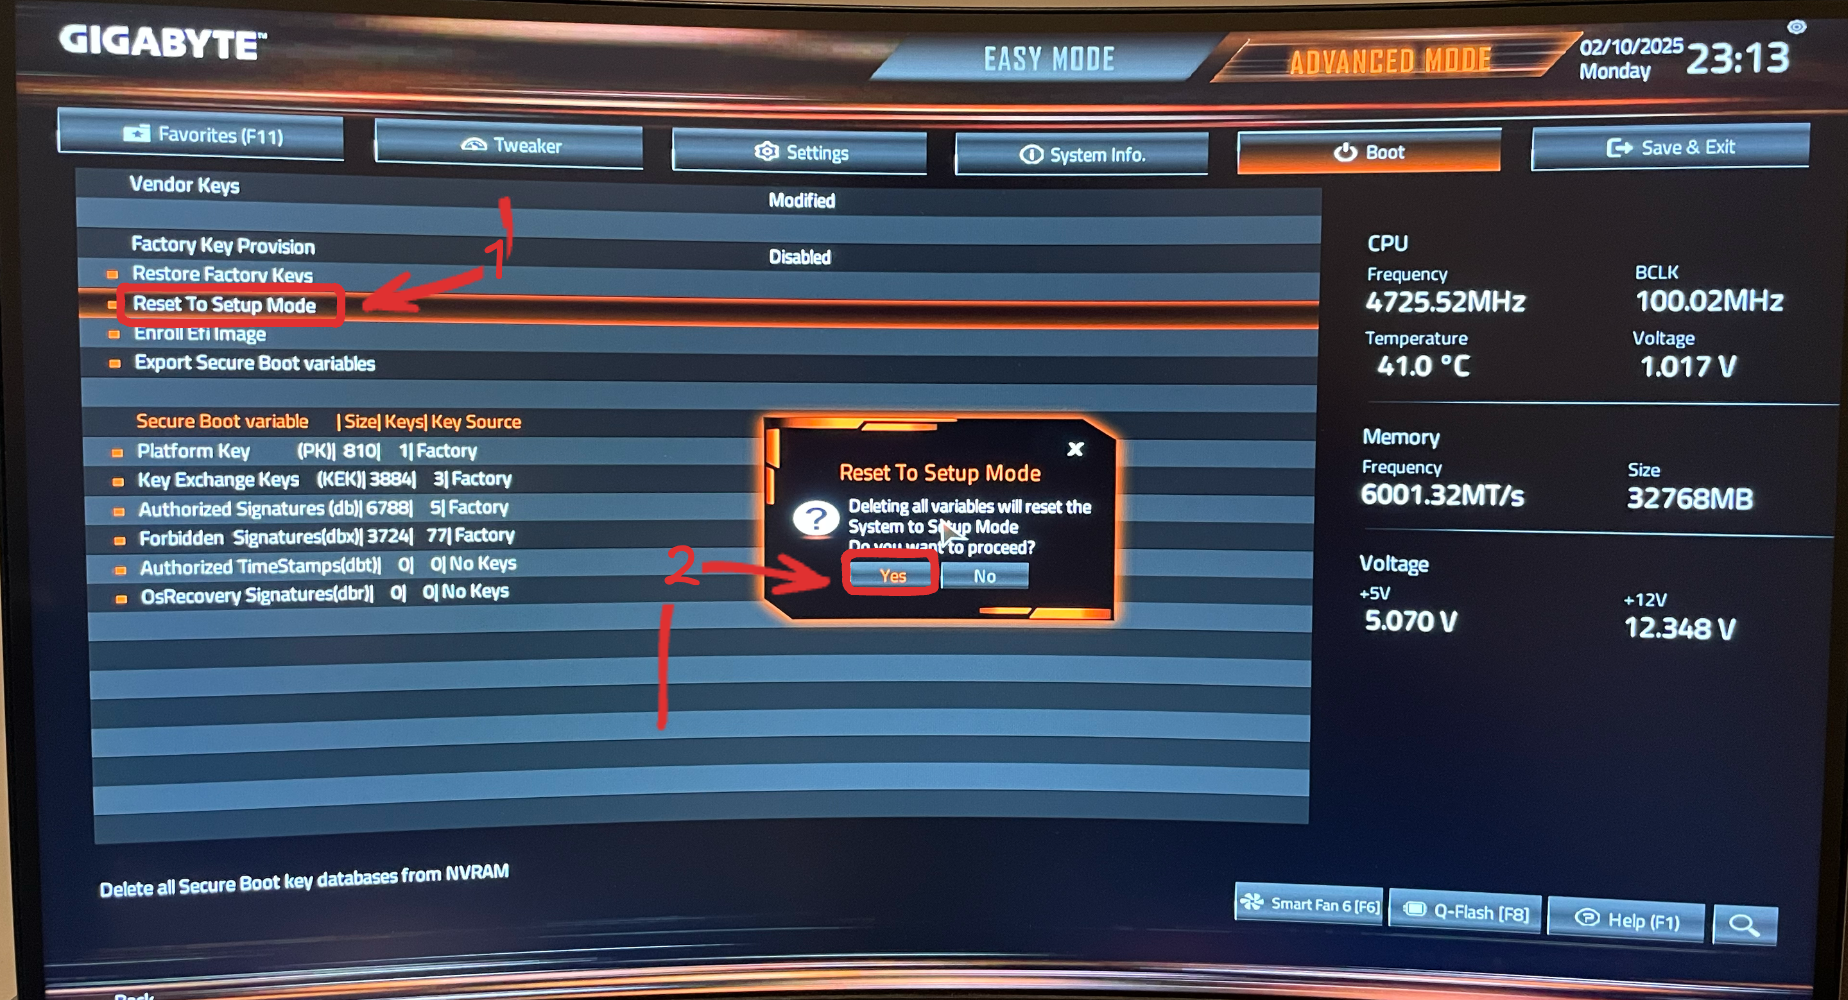 GIGABYTE™
EASY MODE
ADVANCED MODE
02/10/2025
Monday
23:13
Favorites (F11)
Tweaker
Settings
System Info.
Boot
Save & Exit
Vendor Keys Modified
Factory Key Provision Disabled
Restore Factory Keys
Reset To Setup Mode
Enroll Efi Image
Export Secure Boot variables
Secure Boot variable |Size| Keys| Key Source
Platform Key (PK)| 810| 1| Factory
Key Exchange Keys (KEK)| 3884| 3| Factory
Authorized Signatures (db)| 6788| 5| Factory
Forbidden Signatures(dbx)| 3724| 77| Factory
Authorized TimeStamps(dbt)| 0| 0| No Keys
OsRecovery Signatures(dbr)| 0| 0| No Keys
1
2
X
Reset To Setup Mode
?
Deleting all variables will reset the
System to Setup Mode
Do you want to proceed?
Yes No
CPU
Frequency BCLK
4725.52MHz 100.02MHz
Temperature Voltage
41.0 °C 1.017 V
Memory
Frequency Size
6001.32MT/s 32768MB
Voltage
+5V +12V
5.070 V 12.348 V
Delete all Secure Boot key databases from NVRAM
Smart Fan 6 [F6]
Q-Flash [F8]
Help (F1)